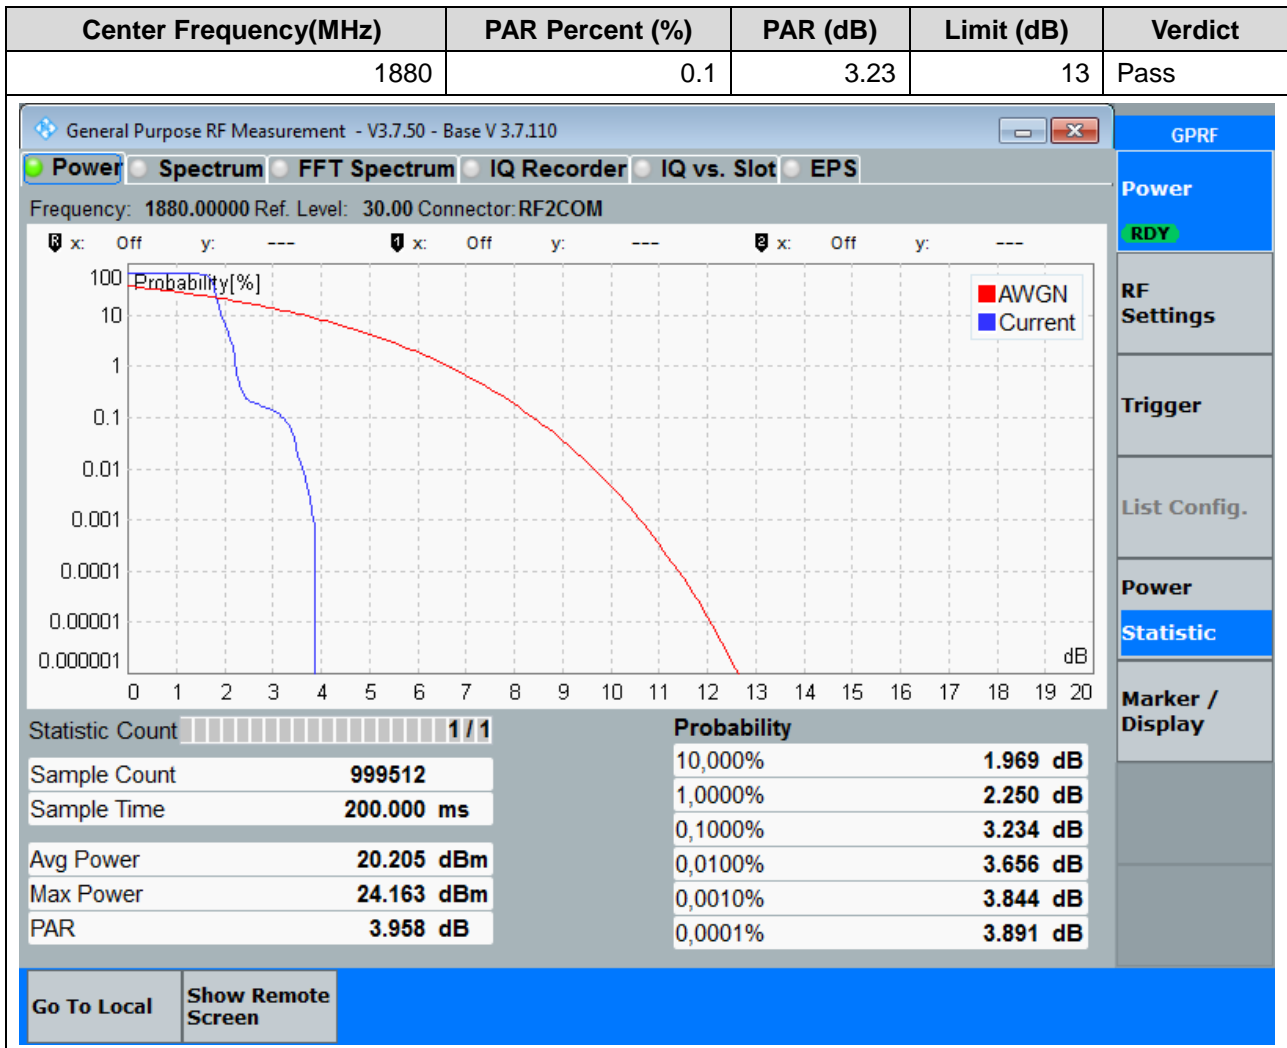 Center Frequency(MHz) PAR Percent (%) PAR (dB) Limit (dB) Verdict
1880 0.1 3.23 13 Pass
General Purpose RF Measurement - V3.7.50 - Base V 3.7.110
GPRF
Power Spectrum FFT Spectrum IQ Recorder IQ vs. Slot EPS
Power
RDY
Frequency: 1880.00000 Ref. Level: 30.00 Connector: RF2COM
R x: Off y: --- 1 x: Off y: --- 2 x: Off y: ---
Probability[%]
100
10
1
0.1
0.01
0.001
0.0001
0.00001
0.000001
AWGN
Current
dB
0 1 2 3 4 5 6 7 8 9 10 11 12 13 14 15 16 17 18 19 20
RF
Settings
Trigger
List Config.
Power
Statistic
Marker /
Display
Statistic Count 1 / 1
Sample Count 999512
Sample Time 200.000 ms
Avg Power 20.205 dBm
Max Power 24.163 dBm
PAR 3.958 dB
Probability
10,000% 1.969 dB
1,0000% 2.250 dB
0,1000% 3.234 dB
0,0100% 3.656 dB
0,0010% 3.844 dB
0,0001% 3.891 dB
Go To Local
Show Remote
Screen